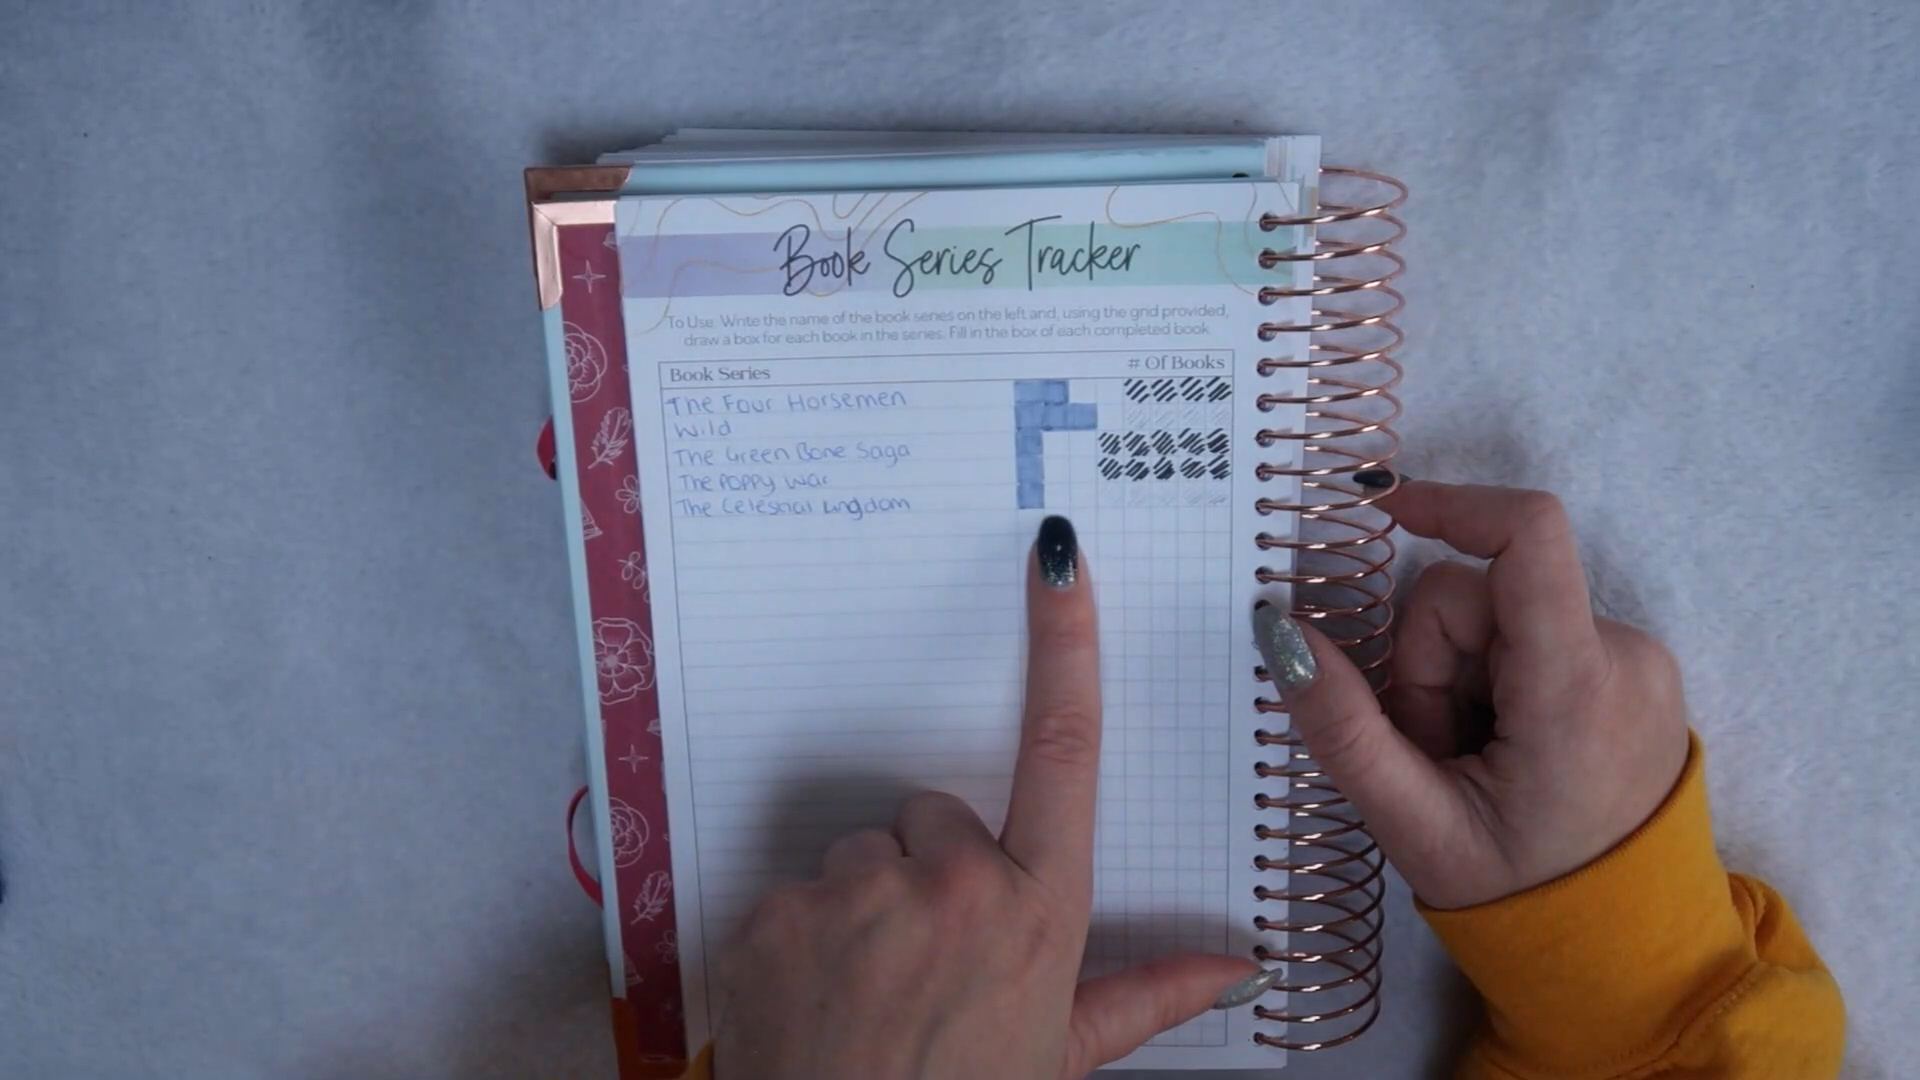 Book Series Tracker
To Use: Write the name of the book series on the left and, using the grid provided,
draw a box for each book in the series. Fill in the box of each completed book.
Book Series # Of Books
The Four Horsemen
Wild
The Green Bone Saga
The Poppy War
The Celestial Kingdom